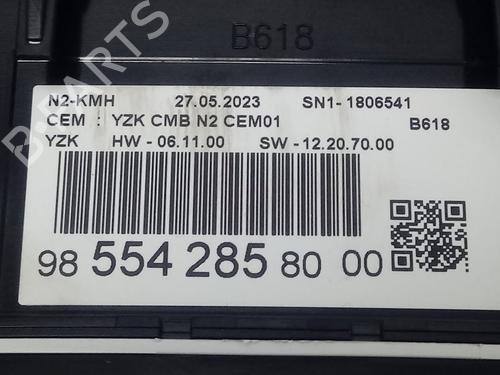 B618
N2-KMH 27.05.2023 SN1- 1806541
CEM : YZK CMB N2 CEM01 B618
YZK HW - 06.11.00 SW - 12.20.70.00
98 554 285 80 00
B-PARTS